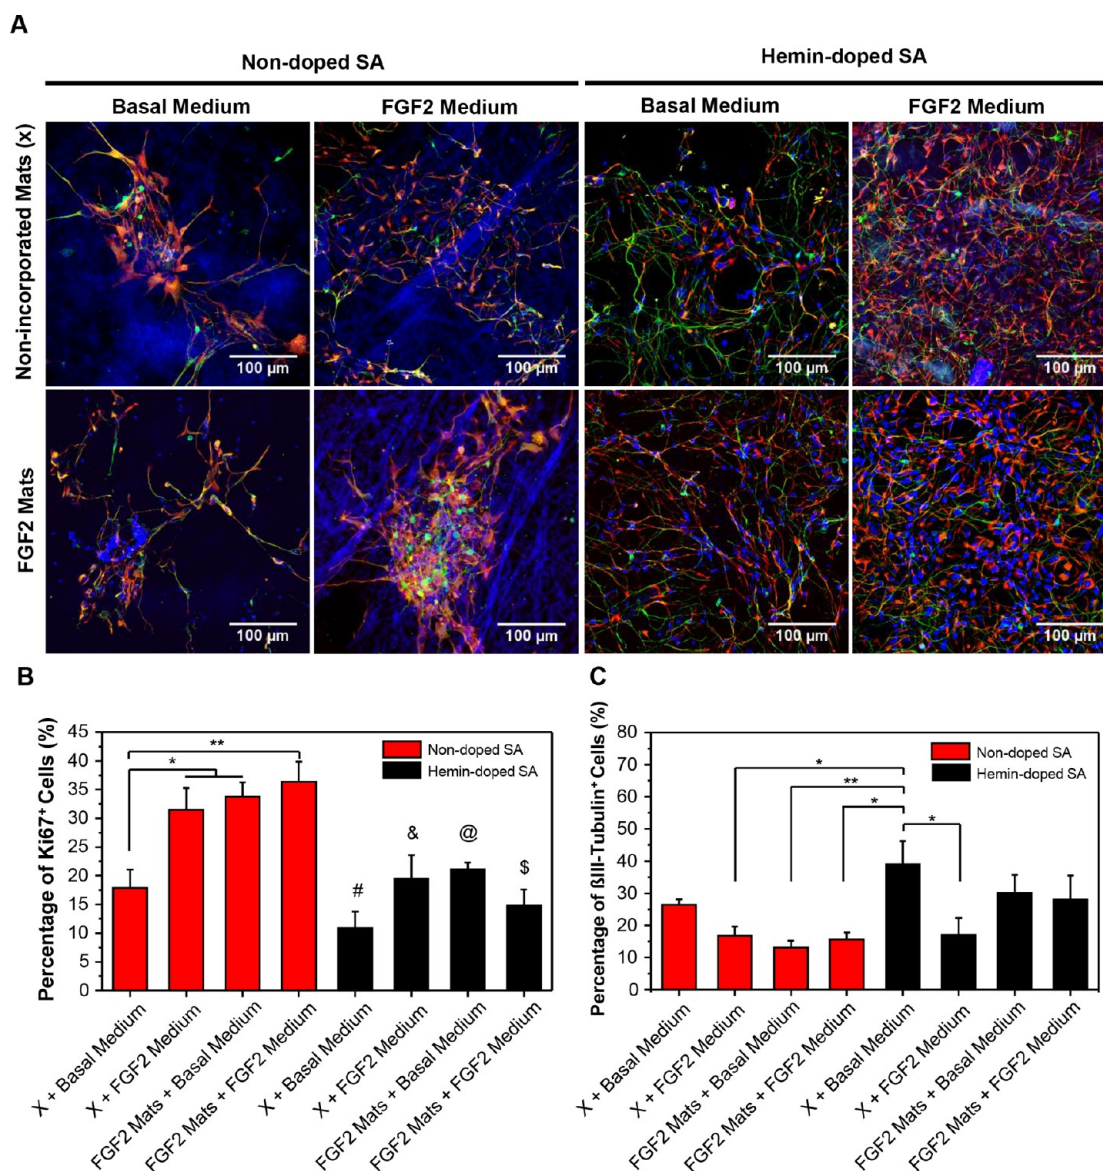 A
Non-doped SA
Hemin-doped SA
Basal Medium
FGF2 Medium
Basal Medium
FGF2 Medium
Non-incorporated Mats (x)
100 µm
100 µm
100 µm
100 µm
FGF2 Mats
100 µm
100 µm
100 µm
100 µm
B
Percentage of Ki67⁺ Cells (%)
45
40
35
30
25
20
15
10
5
0
Non-doped SA
Hemin-doped SA
**
*
#
&
@
$
X + Basal Medium
X + FGF2 Medium
FGF2 Mats + Basal Medium
FGF2 Mats + FGF2 Medium
X + Basal Medium
X + FGF2 Medium
FGF2 Mats + Basal Medium
FGF2 Mats + FGF2 Medium
C
Percentage of ßIII-Tubulin⁺ Cells (%)
80
70
60
50
40
30
20
10
0
Non-doped SA
Hemin-doped SA
*
**
*
*
X + Basal Medium
X + FGF2 Medium
FGF2 Mats + Basal Medium
FGF2 Mats + FGF2 Medium
X + Basal Medium
X + FGF2 Medium
FGF2 Mats + Basal Medium
FGF2 Mats + FGF2 Medium